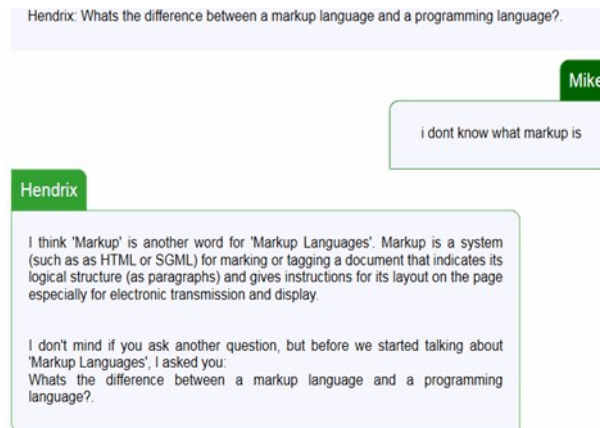 Hendrix: Whats the difference between a markup language and a programming language?.
Mike
i dont know what markup is
Hendrix
I think 'Markup' is another word for 'Markup Languages'. Markup is a system
(such as as HTML or SGML) for marking or tagging a document that indicates its
logical structure (as paragraphs) and gives instructions for its layout on the page
especially for electronic transmission and display.
I don't mind if you ask another question, but before we started talking about
'Markup Languages', I asked you:
Whats the difference between a markup language and a programming
language?.